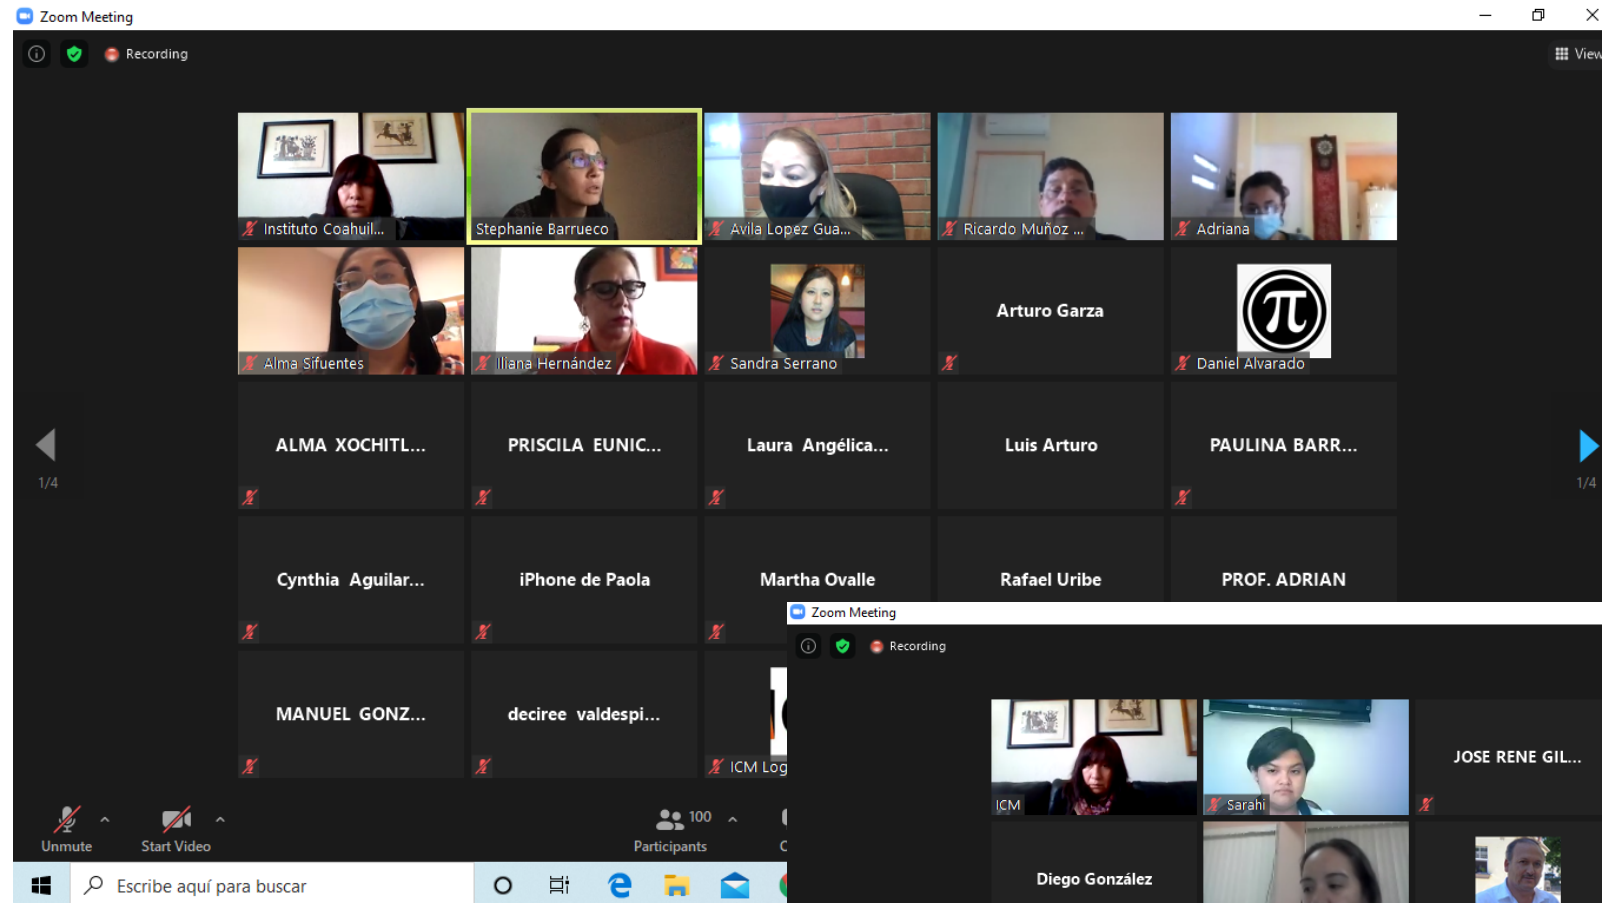 Zoom Meeting
Recording
View
Instituto Coahuil...
Stephanie Barrueco
Avila Lopez Gua...
Ricardo Muñoz ...
Adriana
Alma Sifuentes
Iliana Hernández
Sandra Serrano
Arturo Garza
π
Daniel Alvarado
1/4
1/4
ALMA XOCHITL...
PRISCILA EUNIC...
Laura Angélica...
Luis Arturo
PAULINA BARR...
Cynthia Aguilar...
iPhone de Paola
Martha Ovalle
Rafael Uribe
PROF. ADRIAN
MANUEL GONZ...
deciree valdespi...
ICM Log
Unmute
Start Video
100
Participants
Escribe aquí para buscar
Zoom Meeting
Recording
ICM
Sarahi
JOSE RENE GIL...
Diego González